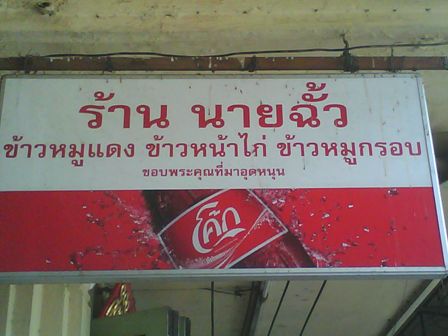 ร้าน นายฉั้ว
ข้าวหมูแดง ข้าวหน้าไก่ ข้าวหมูกรอบ
ขอบพระคุณที่มาอุดหนุน
โค้ก